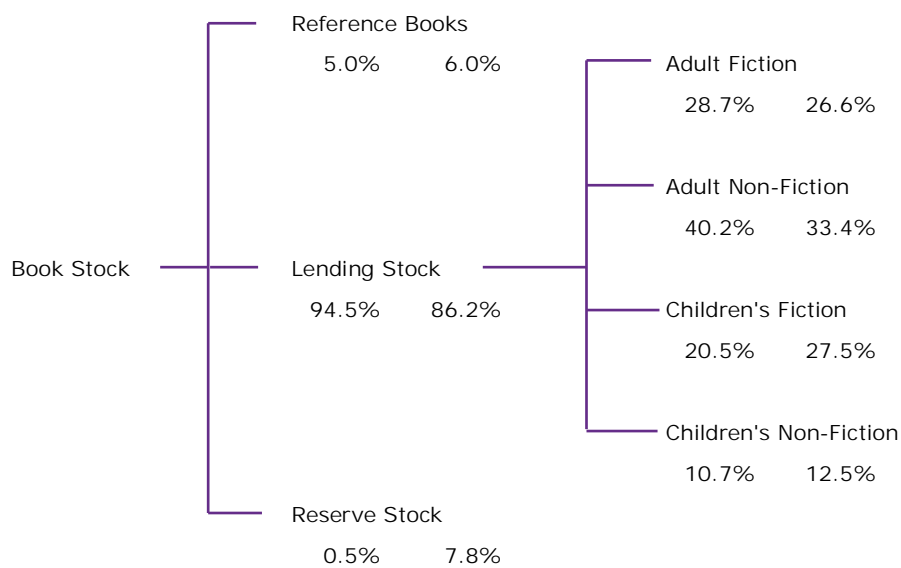 Reference Books
5.0% 6.0%
Adult Fiction
28.7% 26.6%
Adult Non-Fiction
40.2% 33.4%
Book Stock
Lending Stock
94.5% 86.2%
Children's Fiction
20.5% 27.5%
Children's Non-Fiction
10.7% 12.5%
Reserve Stock
0.5% 7.8%